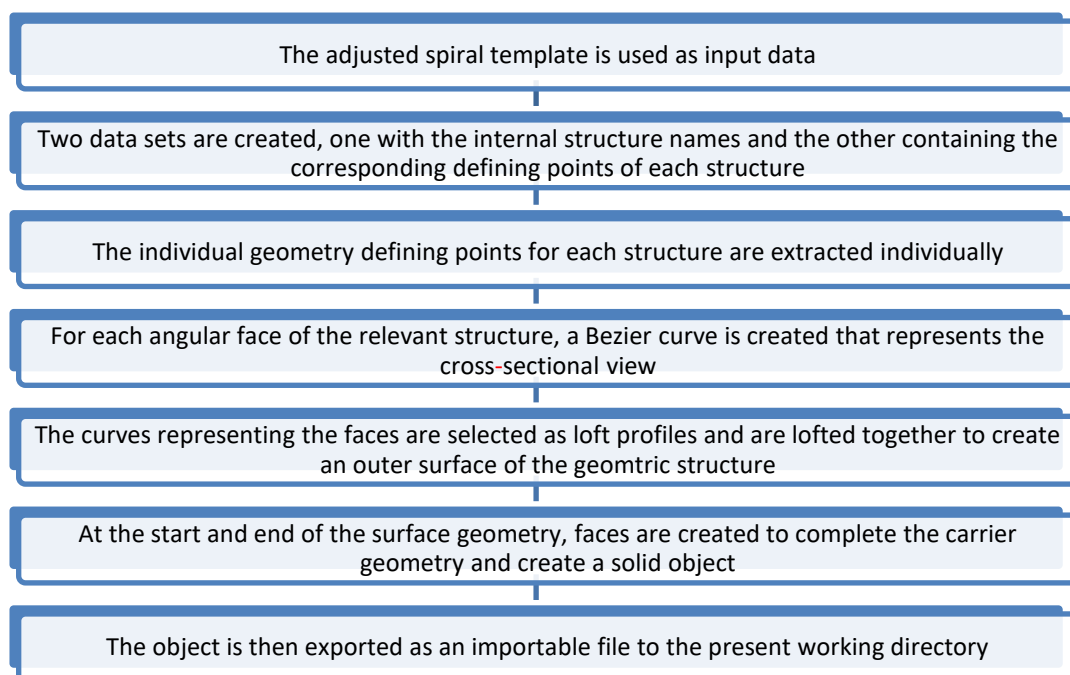 The adjusted spiral template is used as input data
Two data sets are created, one with the internal structure names and the other containing the
corresponding defining points of each structure
The individual geometry defining points for each structure are extracted individually
For each angular face of the relevant structure, a Bezier curve is created that represents the
cross-sectional view
The curves representing the faces are selected as loft profiles and are lofted together to create
an outer surface of the geomtric structure
At the start and end of the surface geometry, faces are created to complete the carrier
geometry and create a solid object
The object is then exported as an importable file to the present working directory